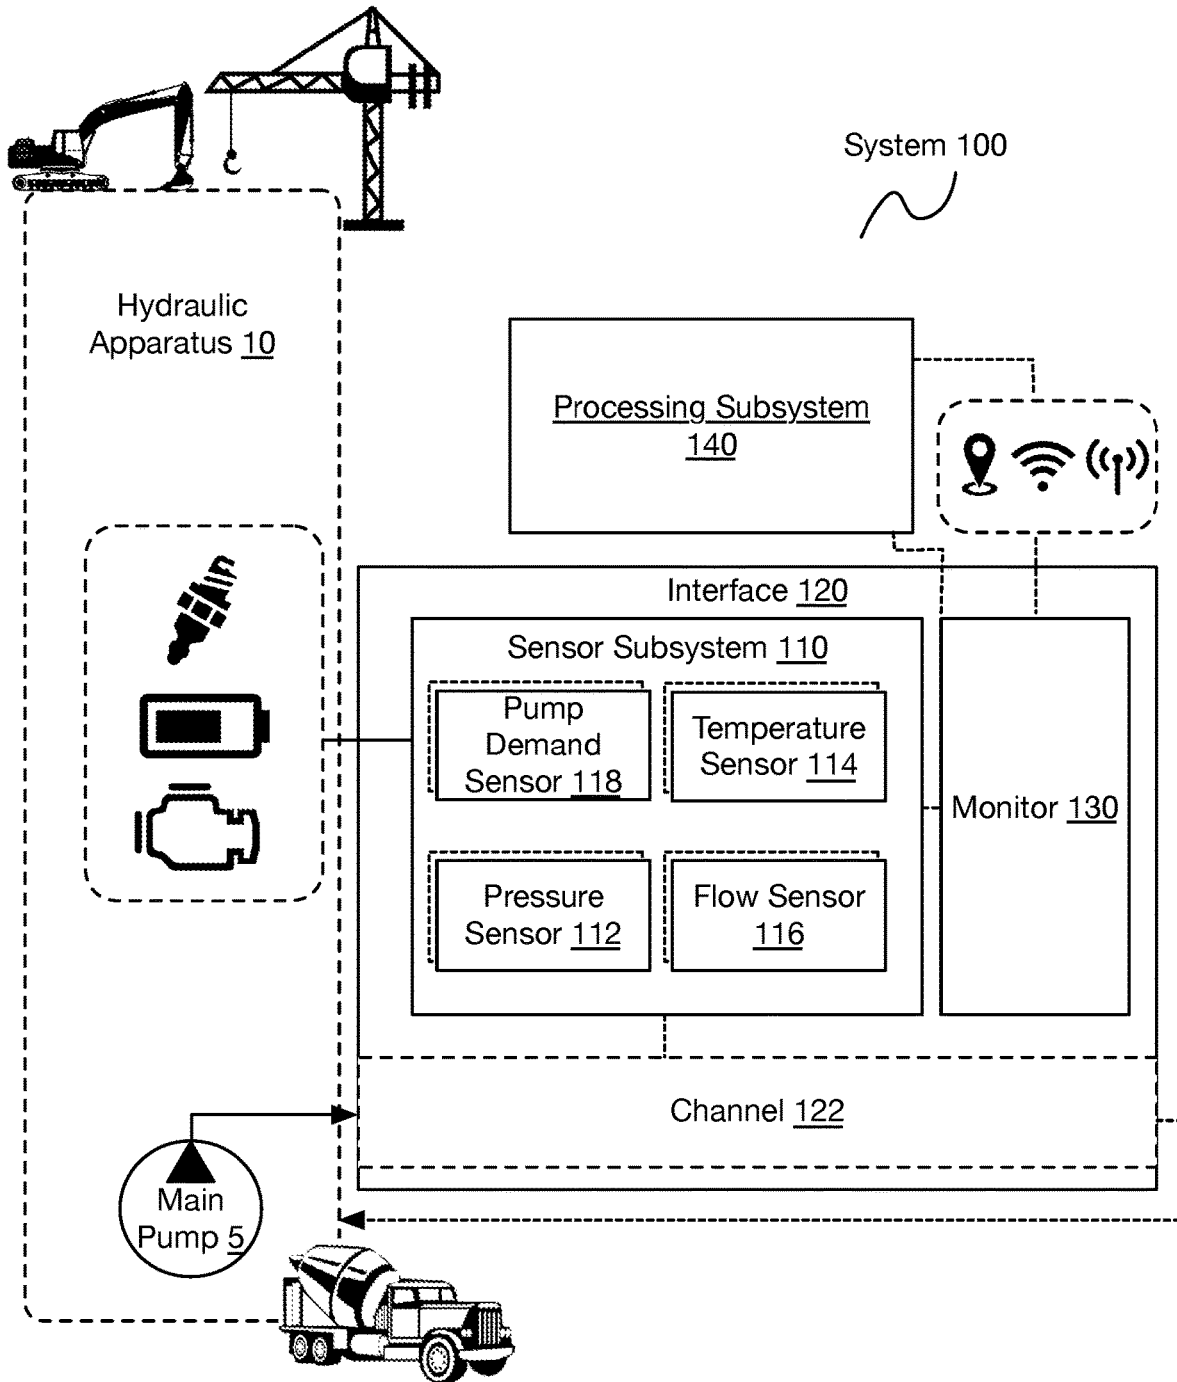 System 100
Hydraulic
Apparatus 10
Processing Subsystem
140
Interface 120
Sensor Subsystem 110
Pump
Demand
Sensor 118
Temperature
Sensor 114
Monitor 130
Pressure
Sensor 112
Flow Sensor
116
Channel 122
Main
Pump 5